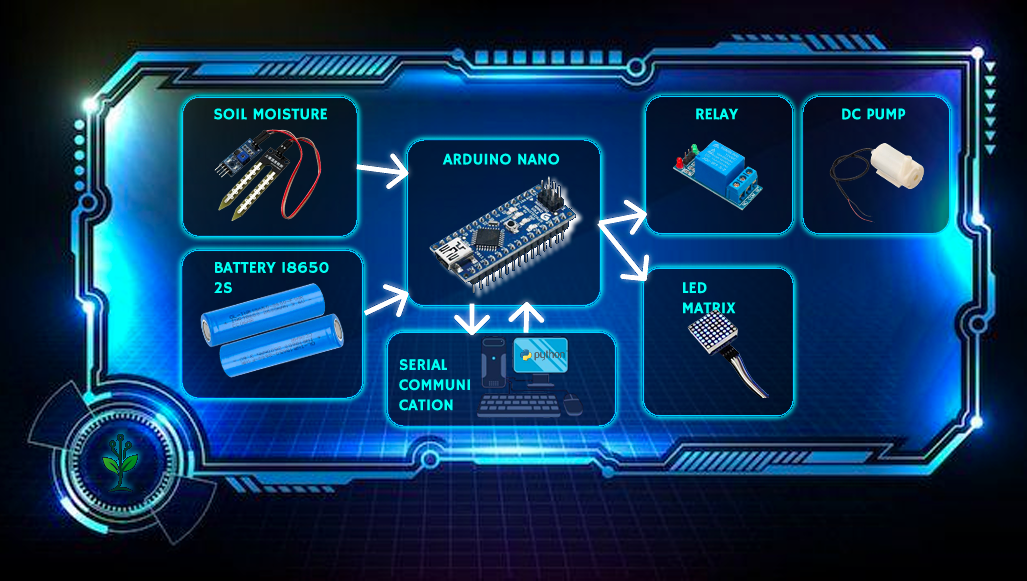 SOIL MOISTURE
ARDUINO NANO
RELAY
DC PUMP
BATTERY 18650
2S
LED
MATRIX
SERIAL
COMMUNI
CATION
python